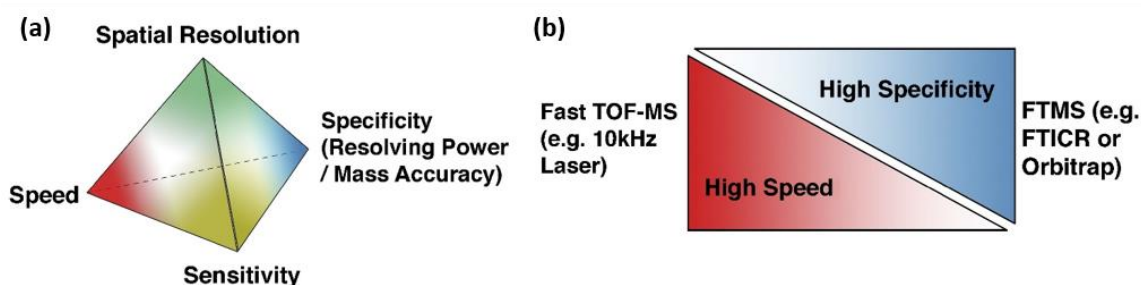 (a)
Spatial Resolution
Specificity
(Resolving Power
/ Mass Accuracy)
Speed
Sensitivity
(b)
Fast TOF-MS
(e.g. 10kHz
Laser)
High Specificity
High Speed
FTMS (e.g.
FTICR or
Orbitrap)